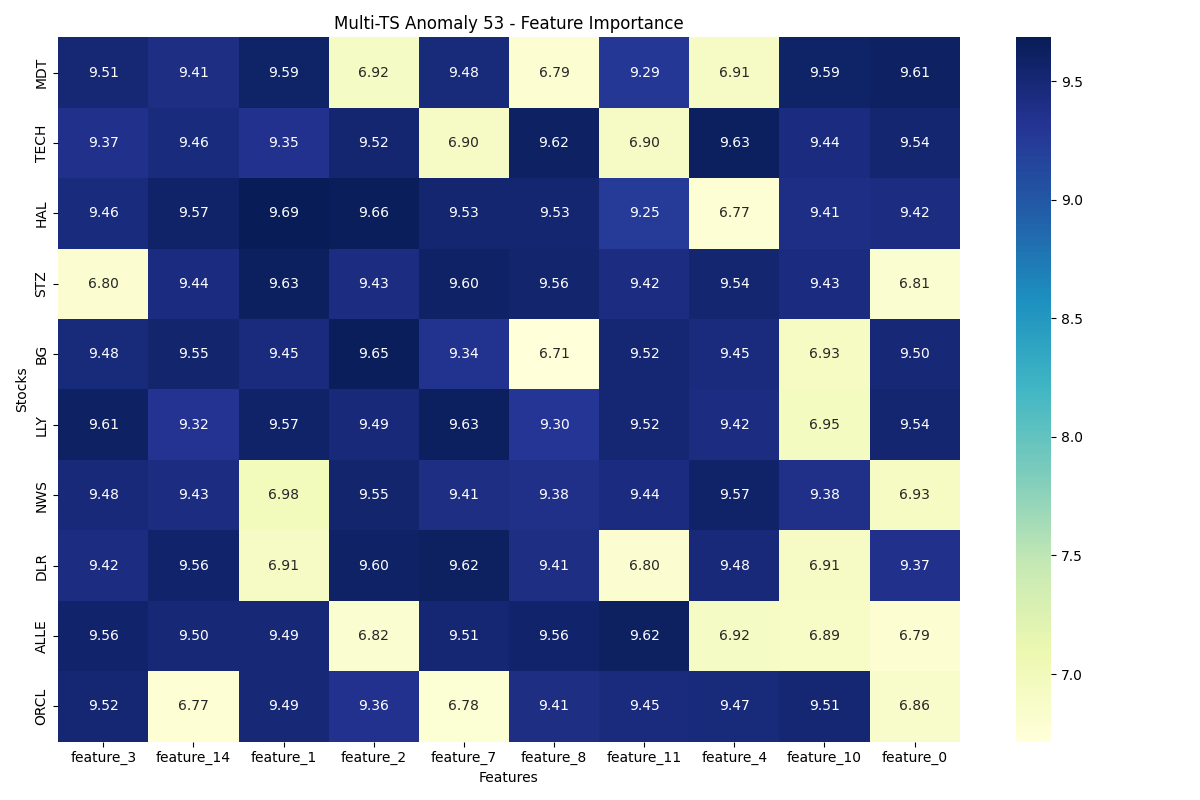 Multi-TS Anomaly 53 - Feature Importance
Stocks
MDT 9.51 9.41 9.59 6.92 9.48 6.79 9.29 6.91 9.59 9.61
TECH 9.37 9.46 9.35 9.52 6.90 9.62 6.90 9.63 9.44 9.54
HAL 9.46 9.57 9.69 9.66 9.53 9.53 9.25 6.77 9.41 9.42
STZ 6.80 9.44 9.63 9.43 9.60 9.56 9.42 9.54 9.43 6.81
BG 9.48 9.55 9.45 9.65 9.34 6.71 9.52 9.45 6.93 9.50
LLY 9.61 9.32 9.57 9.49 9.63 9.30 9.52 9.42 6.95 9.54
NWS 9.48 9.43 6.98 9.55 9.41 9.38 9.44 9.57 9.38 6.93
DLR 9.42 9.56 6.91 9.60 9.62 9.41 6.80 9.48 6.91 9.37
ALLE 9.56 9.50 9.49 6.82 9.51 9.56 9.62 6.92 6.89 6.79
ORCL 9.52 6.77 9.49 9.36 6.78 9.41 9.45 9.47 9.51 6.86
feature_3 feature_14 feature_1 feature_2 feature_7 feature_8 feature_11 feature_4 feature_10 feature_0
Features
9.5
9.0
8.5
8.0
7.5
7.0